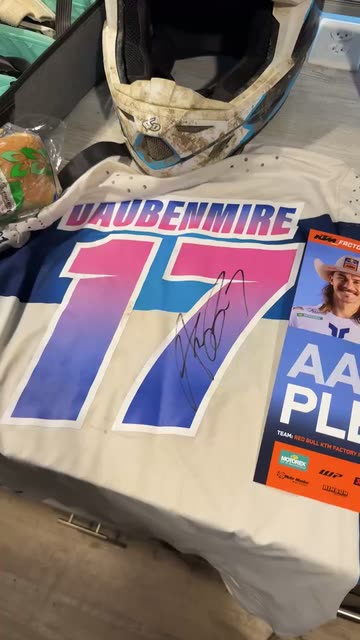 DAUBENMIRE
17
KTM FACTO
AA
PLE
TEAM: RED BULL KTM FACTORY
MOTOREX
WP